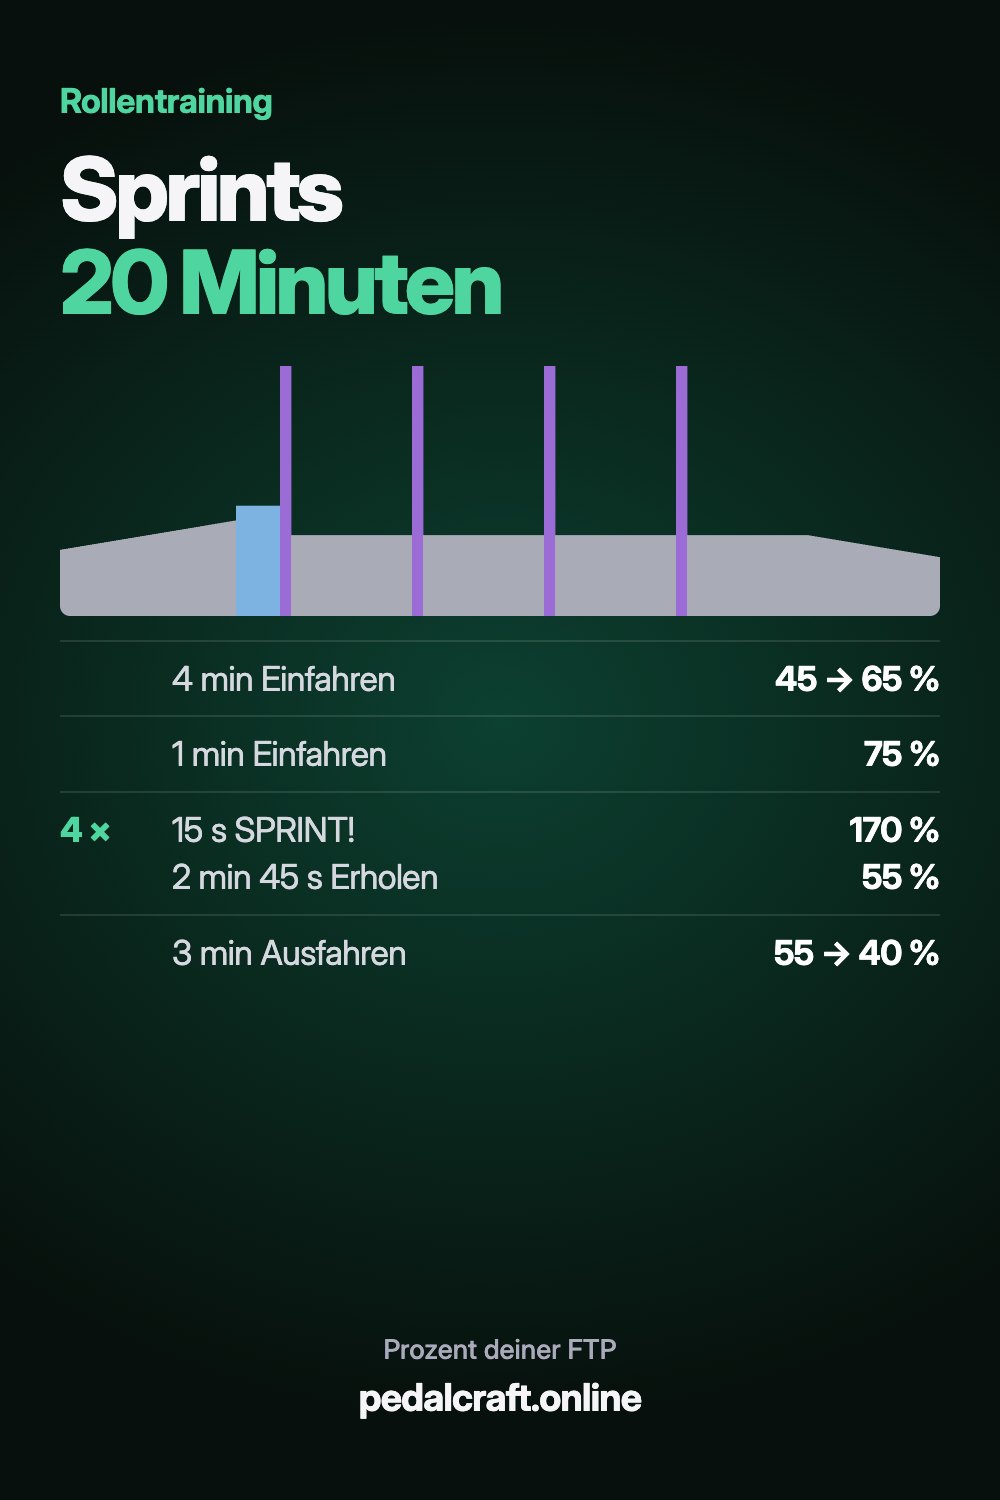 Rollentraining
Sprints
20 Minuten
4 min Einfahren 45 → 65 %
1 min Einfahren 75 %
4 × 15 s SPRINT! 170 %
2 min 45 s Erholen 55 %
3 min Ausfahren 55 → 40 %
Prozent deiner FTP
pedalcraft.online